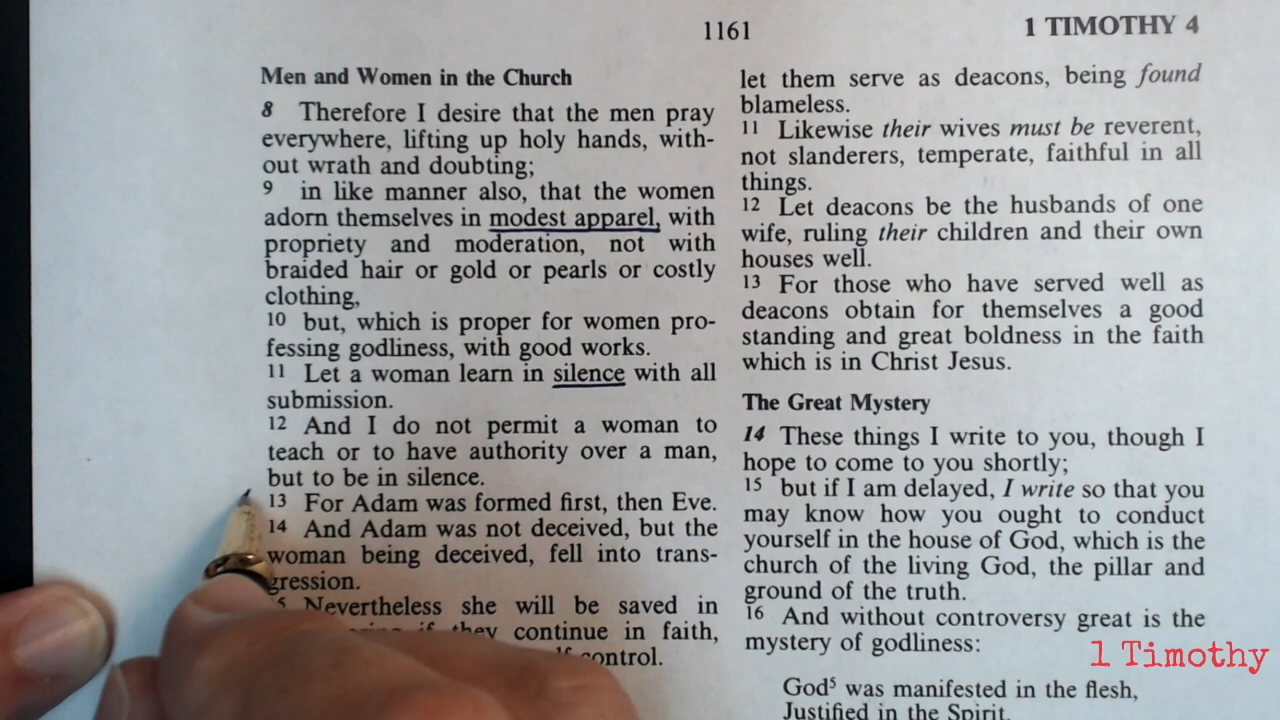 1161
1 TIMOTHY 4
Men and Women in the Church
8 Therefore I desire that the men pray
everywhere, lifting up holy hands, with-
out wrath and doubting;
9 in like manner also, that the women
adorn themselves in modest apparel, with
propriety and moderation, not with
braided hair or gold or pearls or costly
clothing,
10 but, which is proper for women pro-
fessing godliness, with good works.
11 Let a woman learn in silence with all
submission.
12 And I do not permit a woman to
teach or to have authority over a man,
but to be in silence.
13 For Adam was formed first, then Eve.
14 And Adam was not deceived, but the
woman being deceived, fell into trans-
gression.
Nevertheless she will be saved in
if they continue in faith,
control.
let them serve as deacons, being found
blameless.
11 Likewise their wives must be reverent,
not slanderers, temperate, faithful in all
things.
12 Let deacons be the husbands of one
wife, ruling their children and their own
houses well.
13 For those who have served well as
deacons obtain for themselves a good
standing and great boldness in the faith
which is in Christ Jesus.
The Great Mystery
14 These things I write to you, though I
hope to come to you shortly;
15 but if I am delayed, I write so that you
may know how you ought to conduct
yourself in the house of God, which is the
church of the living God, the pillar and
ground of the truth.
16 And without controversy great is the
mystery of godliness:
God5 was manifested in the flesh,
Justified in the Spirit,
1 Timothy